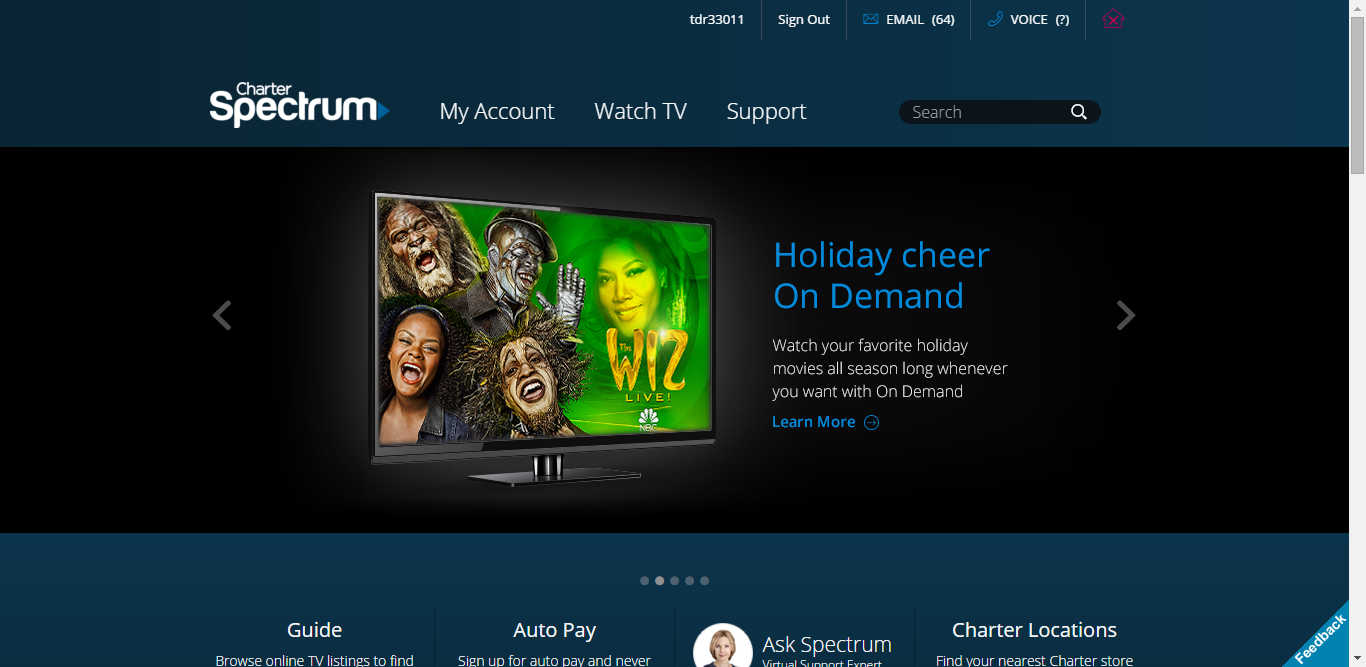 tdr33011
Sign Out
EMAIL (64)
VOICE (?)
Charter
Spectrum
My Account
Watch TV
Support
Search
The
WIZ
LIVE!
NBC
Holiday cheer
On Demand
Watch your favorite holiday
movies all season long whenever
you want with On Demand
Learn More
Guide
Browse online TV listings to find
Auto Pay
Sign up for auto pay and never
Ask Spectrum
Virtual Support Expert
Charter Locations
Find your nearest Charter store
Feedback